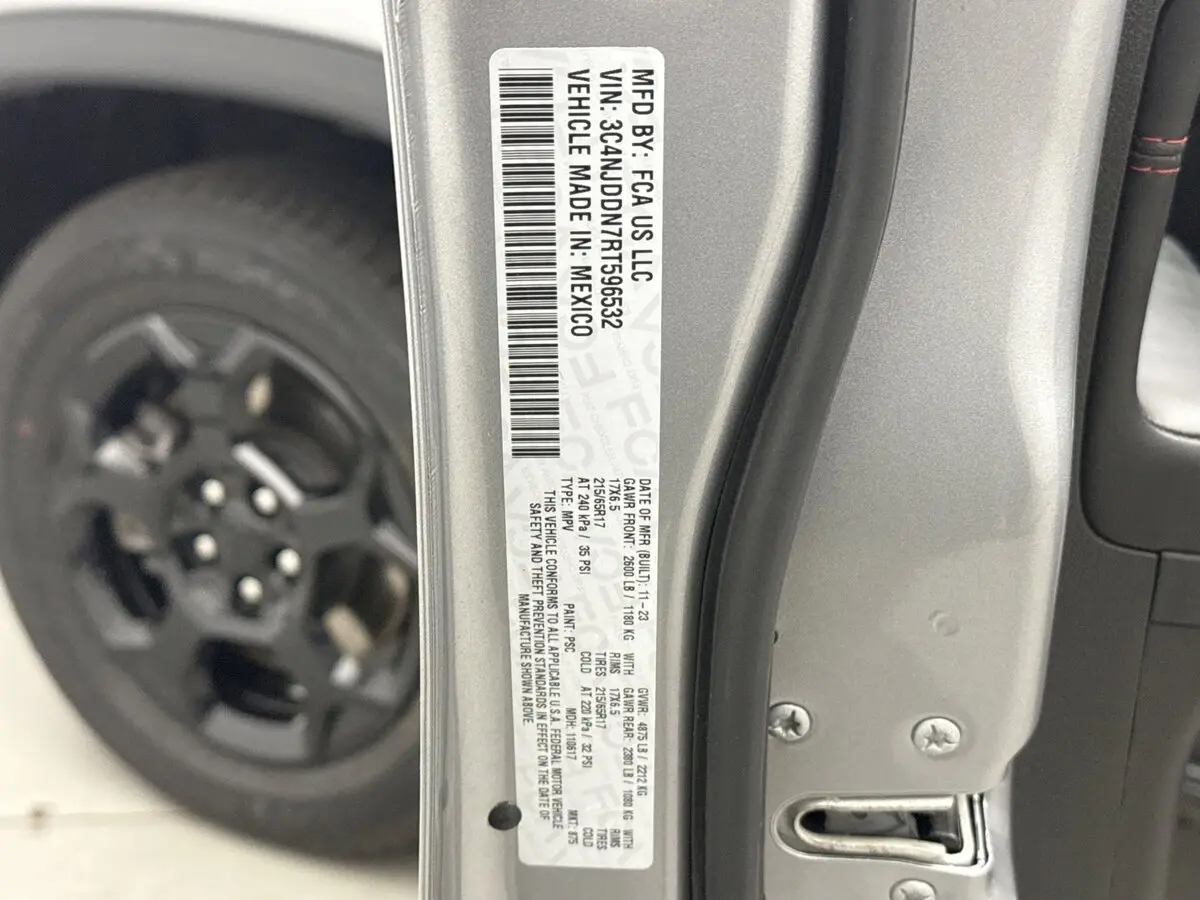 MFD BY: FCA US LLC
VIN: 3C4NJDDN7RT596532
VEHICLE MADE IN: MEXICO
DATE OF MFR (BUILT): 11-23 GVWR: 4875 LB / 2212 KG
GAWR FRONT: 2600 LB / 1180 KG WITH GAWR REAR: 2380 LB / 1080 KG WITH
17X6.5 RIMS 17X6.5 RIMS
215/65R17 TIRES 215/65R17 TIRES
AT 240 kPa / 35 PSI COLD AT 220 kPa / 32 PSI COLD
TYPE: MPV PAINT: PSC MDH: 110617 MKT: 875
THIS VEHICLE CONFORMS TO ALL APPLICABLE U.S.A. FEDERAL MOTOR VEHICLE
SAFETY AND THEFT PREVENTION STANDARDS IN EFFECT ON THE DATE OF
MANUFACTURE SHOWN ABOVE.